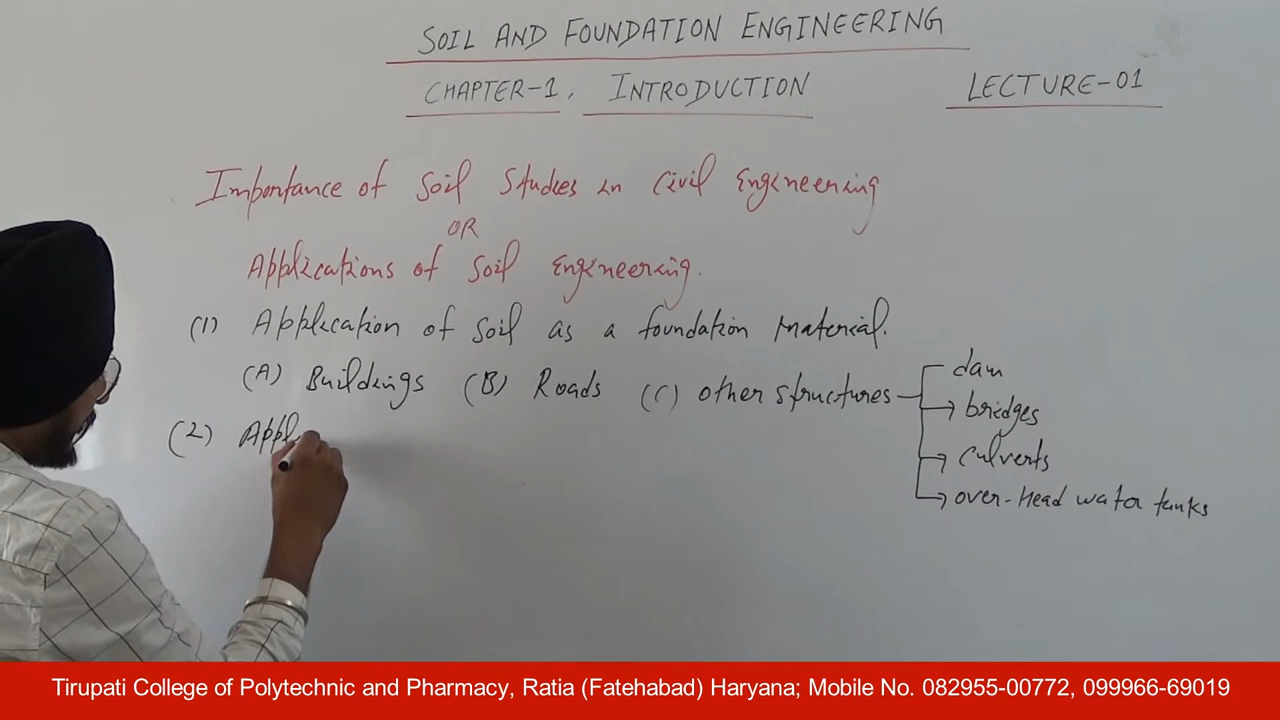 SOIL AND FOUNDATION ENGINEERING
CHAPTER-1, INTRODUCTION LECTURE-01
Importance of Soil Studies in Civil Engineering
OR
Applications of Soil Engineering.
(1) Application of Soil as a foundation Material.
(A) Buildings (B) Roads (C) other structures
dam
bridges
culverts
over-Head water tanks
(2) Appl
Tirupati College of Polytechnic and Pharmacy, Ratia (Fatehabad) Haryana; Mobile No. 082955-00772, 099966-69019